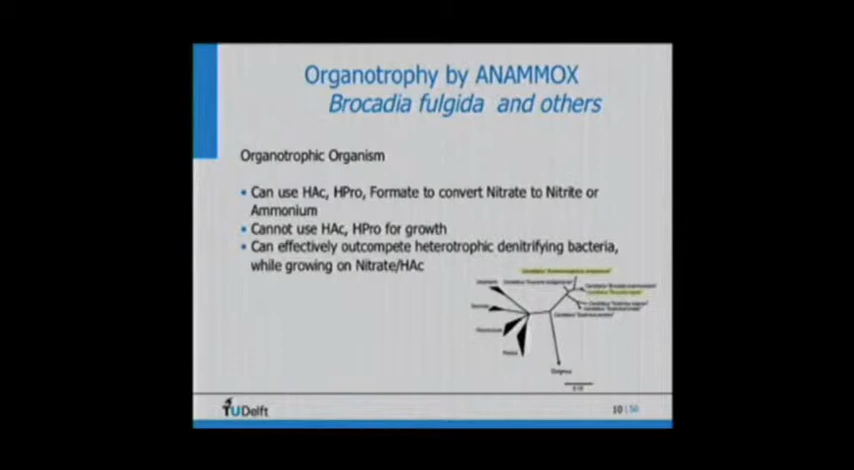 Organotrophy by ANAMMOX
Brocadia fulgida and others
Organotrophic Organism
• Can use HAc, HPro, Formate to convert Nitrate to Nitrite or
Ammonium
• Cannot use HAc, HPro for growth
• Can effectively outcompete heterotrophic denitrifying bacteria,
while growing on Nitrate/HAc
TUDelft
10 | 50